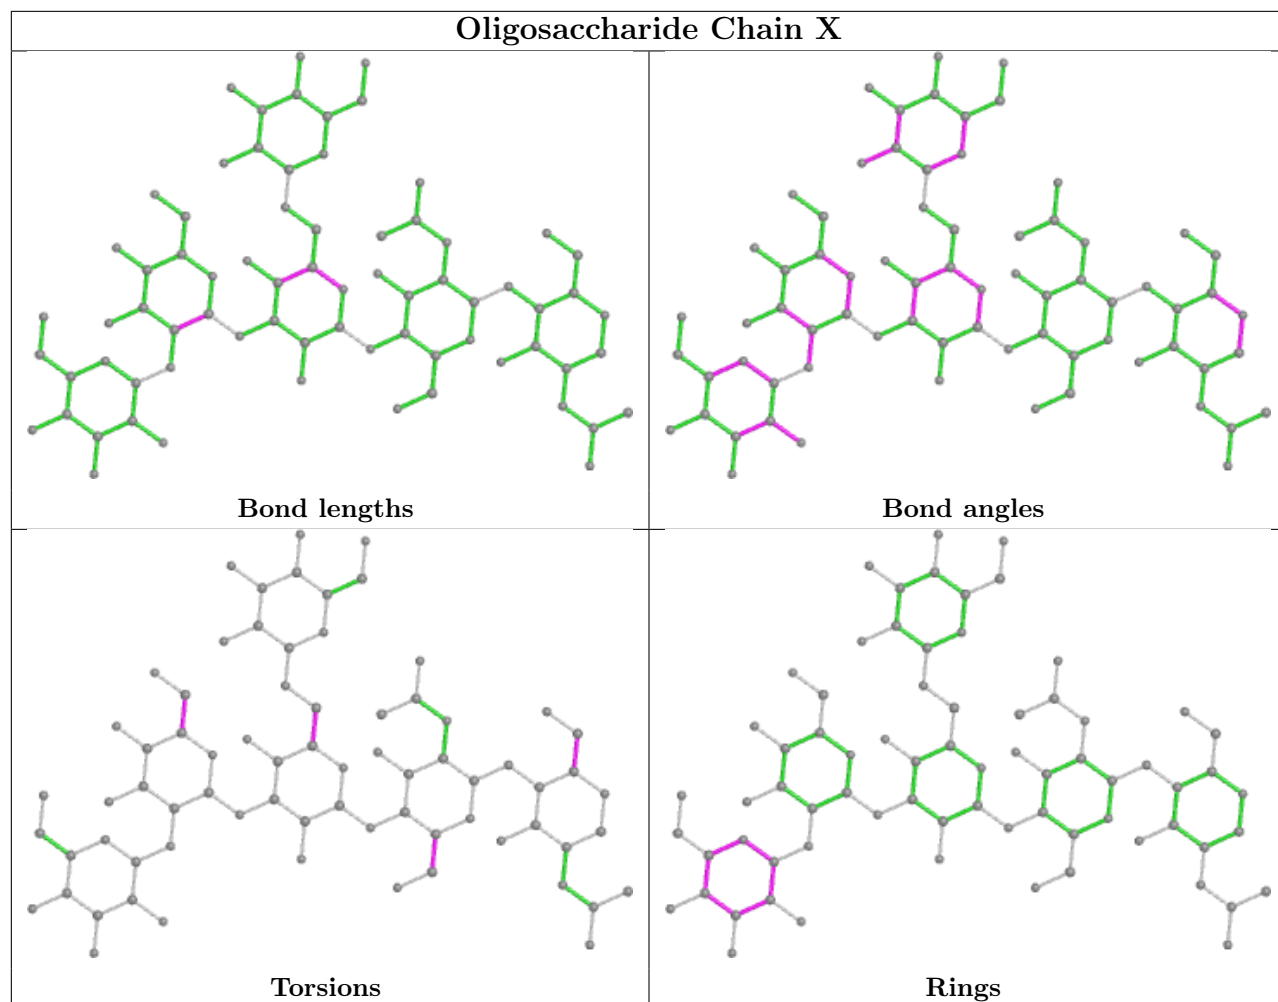 Oligosaccharide Chain X
Bond lengths
Bond angles
Torsions
Rings